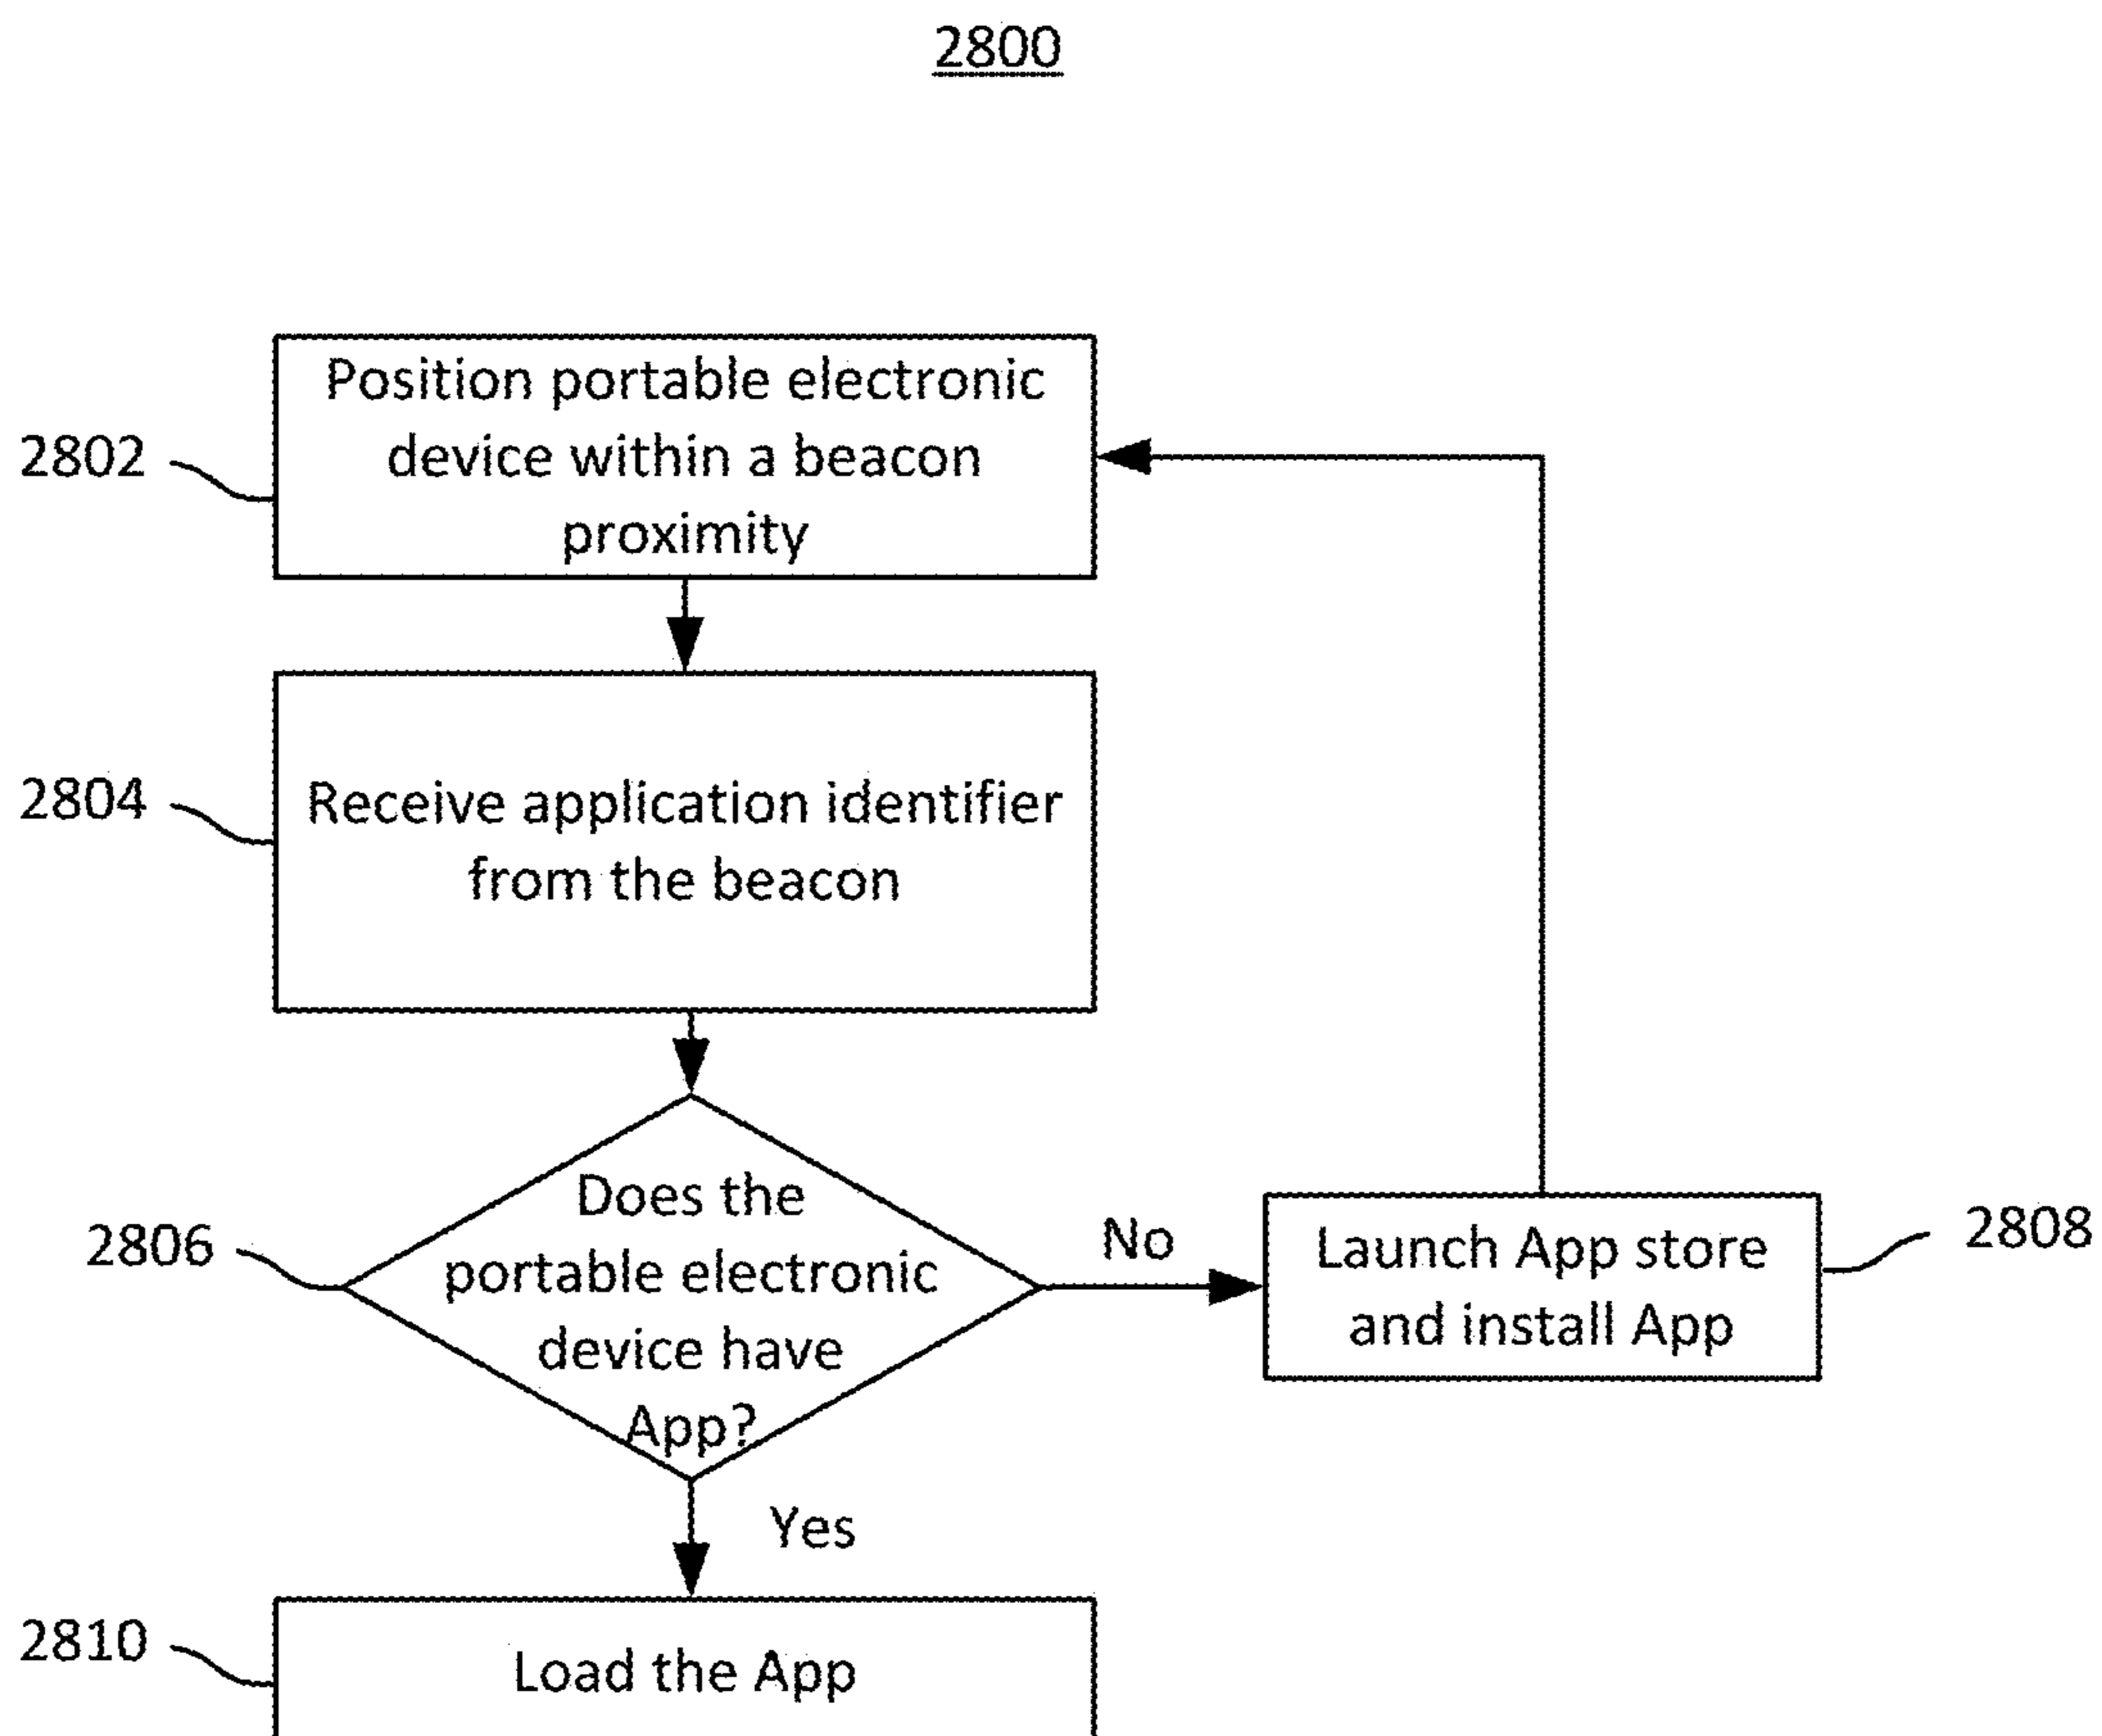 2800
2802
Position portable electronic
device within a beacon
proximity
2804
Receive application identifier
from the beacon
2806
Does the
portable electronic
device have
App?
No
Launch App store
and install App
2808
Yes
2810
Load the App